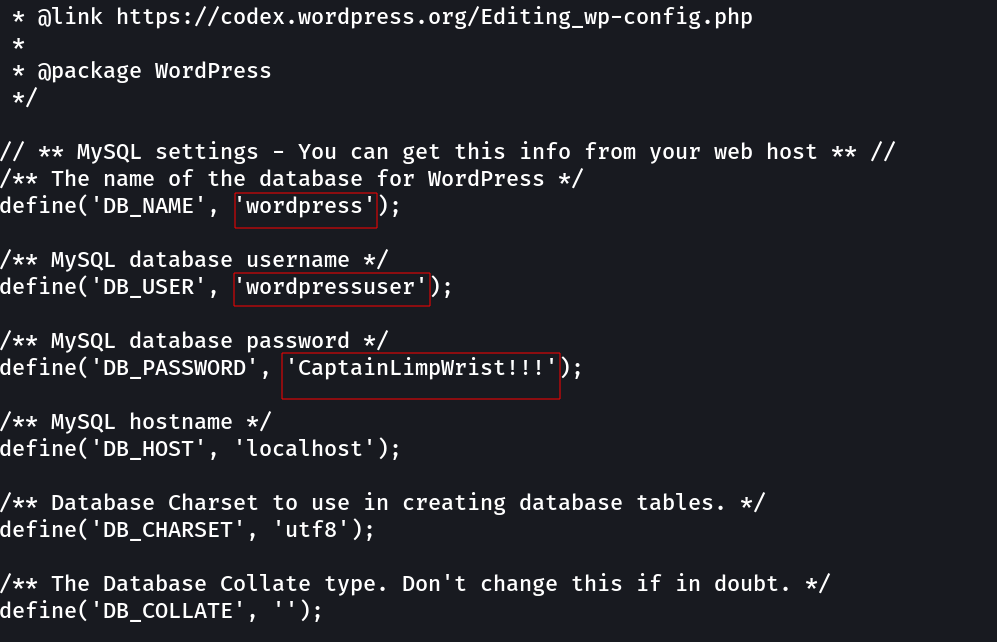 * @link https://codex.wordpress.org/Editing_wp-config.php
*
* @package WordPress
*/
// ** MySQL settings - You can get this info from your web host ** //
/** The name of the database for WordPress */
define('DB_NAME', 'wordpress');
/** MySQL database username */
define('DB_USER', 'wordpressuser');
/** MySQL database password */
define('DB_PASSWORD', 'CaptainLimpWrist!!!');
/** MySQL hostname */
define('DB_HOST', 'localhost');
/** Database Charset to use in creating database tables. */
define('DB_CHARSET', 'utf8');
/** The Database Collate type. Don't change this if in doubt. */
define('DB_COLLATE', '');